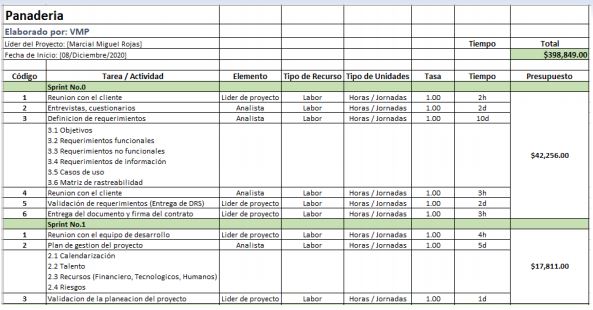 Panaderia
Elaborado por: VMP
Líder del Proyecto: [Marcial Miguel Rojas] Tiempo Total
Fecha de Inicio: [08/Diciembre/2020] $398,849.00
Código Tarea / Actividad Elemento Tipo de Recurso Tipo de Unidades Tasa Tiempo Presupuesto
Sprint No.0
1 Reunion con el cliente Lider de proyecto Labor Horas / Jornadas 1.00 2h
2 Entrevistas, cuestionarios Analista Labor Horas / Jornadas 1.00 2d
3 Definicion de requerimientos Analista Labor Horas / Jornadas 1.00 10d
3.1 Objetivos
3.2 Requerimientos funcionales
3.3 Requerimientos no funcionales
3.4 Requerimientos de información
3.5 Casos de uso
3.6 Matriz de rastreabilidad
$42,256.00
4 Reunion con el cliente Analista Labor Horas / Jornadas 1.00 3h
5 Validación de requerimientos (Entrega de DRS) Lider de proyecto Labor Horas / Jornadas 1.00 2d
6 Entrega del documento y firma del contrato Lider de proyecto Labor Horas / Jornadas 1.00 3h
Sprint No.1
1 Reunion con el equipo de desarrollo Lider de proyecto Labor Horas / Jornadas 1.00 4h
2 Plan de gestion del proyecto Analista Labor Horas / Jornadas 1.00 5d
2.1 Calendarización
2.2 Talento
2.3 Recursos (Financiero, Tecnologicos, Humanos)
2.4 Riesgos
$17,811.00
3 Validacion de la planeacion del proyecto Lider de proyecto Labor Horas / Jornadas 1.00 1d